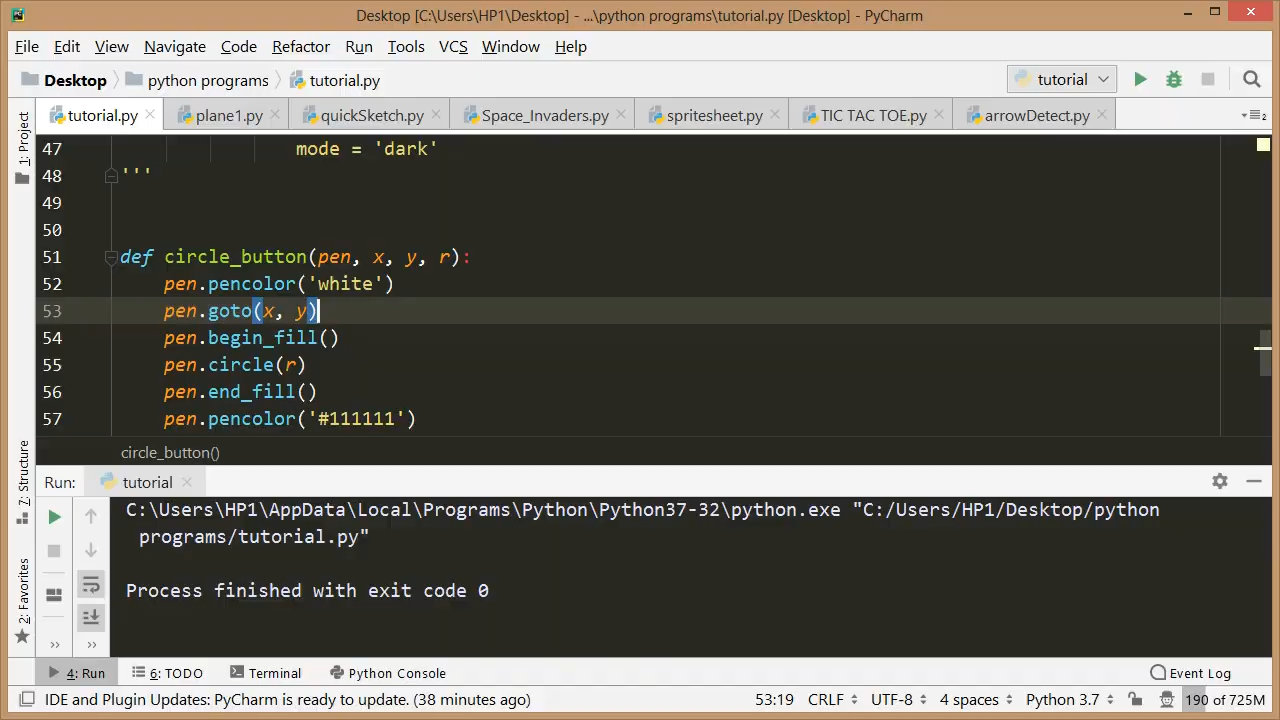 Desktop [C:\Users\HP1\Desktop] - ...\python programs\tutorial.py [Desktop] - PyCharm
File Edit View Navigate Code Refactor Run Tools VCS Window Help
Desktop python programs tutorial.py tutorial
tutorial.py plane1.py quickSketch.py Space_Invaders.py spritesheet.py TIC TAC TOE.py arrowDetect.py 2
1: Project
47 mode = 'dark'
48 '''
49
50
51 def circle_button(pen, x, y, r):
52 pen.pencolor('white')
53 pen.goto(x, y)
54 pen.begin_fill()
55 pen.circle(r)
56 pen.end_fill()
57 pen.pencolor('#111111')
circle_button()
7: Structure
2: Favorites
Run: tutorial
C:\Users\HP1\AppData\Local\Programs\Python\Python37-32\python.exe "C:/Users/HP1/Desktop/python
programs/tutorial.py"
Process finished with exit code 0
4: Run 6: TODO Terminal Python Console Event Log
IDE and Plugin Updates: PyCharm is ready to update. (38 minutes ago) 53:19 CRLF UTF-8 4 spaces Python 3.7 190 of 725M